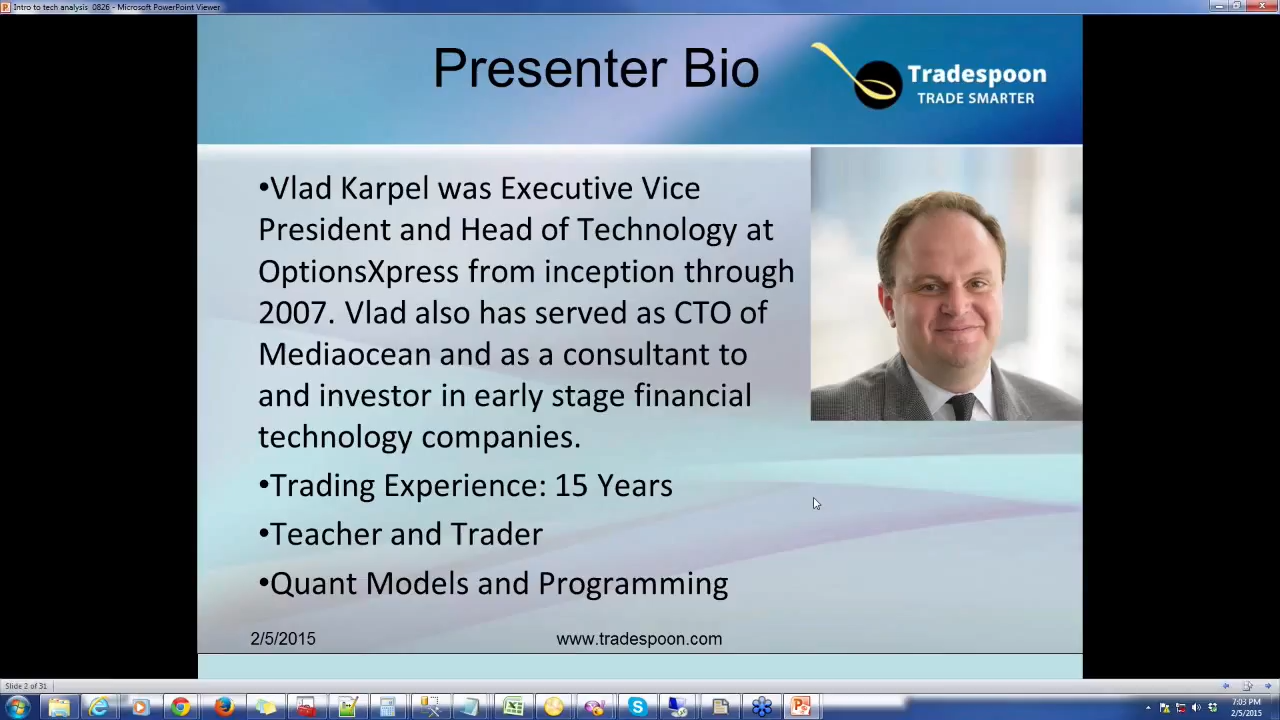 Intro to tech analysis_0826 - Microsoft PowerPoint Viewer
Presenter Bio
Tradespoon
TRADE SMARTER
•Vlad Karpel was Executive Vice
President and Head of Technology at
OptionsXpress from inception through
2007. Vlad also has served as CTO of
Mediaocean and as a consultant to
and investor in early stage financial
technology companies.
•Trading Experience: 15 Years
•Teacher and Trader
•Quant Models and Programming
2/5/2015
www.tradespoon.com
Slide 2 of 31
7:03 PM
2/5/2015